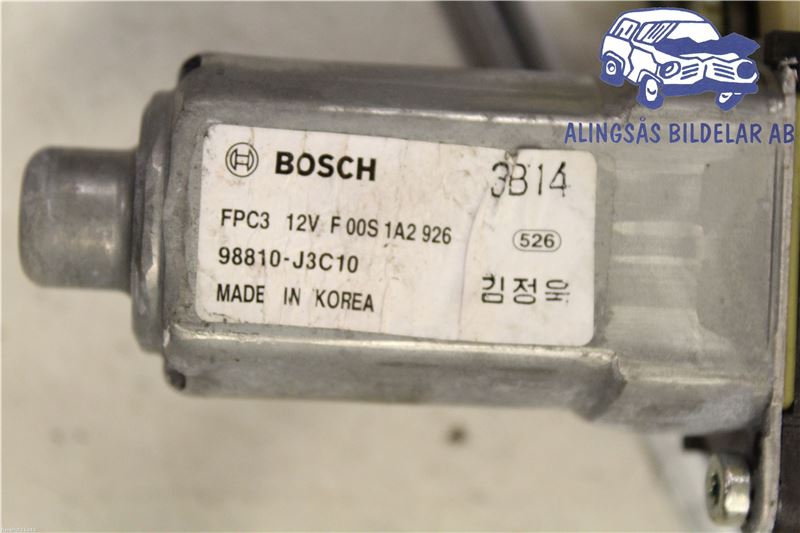 ALINGSÅS BILDELAR AB
BOSCH
3B14
FPC3 12V F 00S 1A2 926
526
98810-J3C10
김정욱
MADE IN KOREA